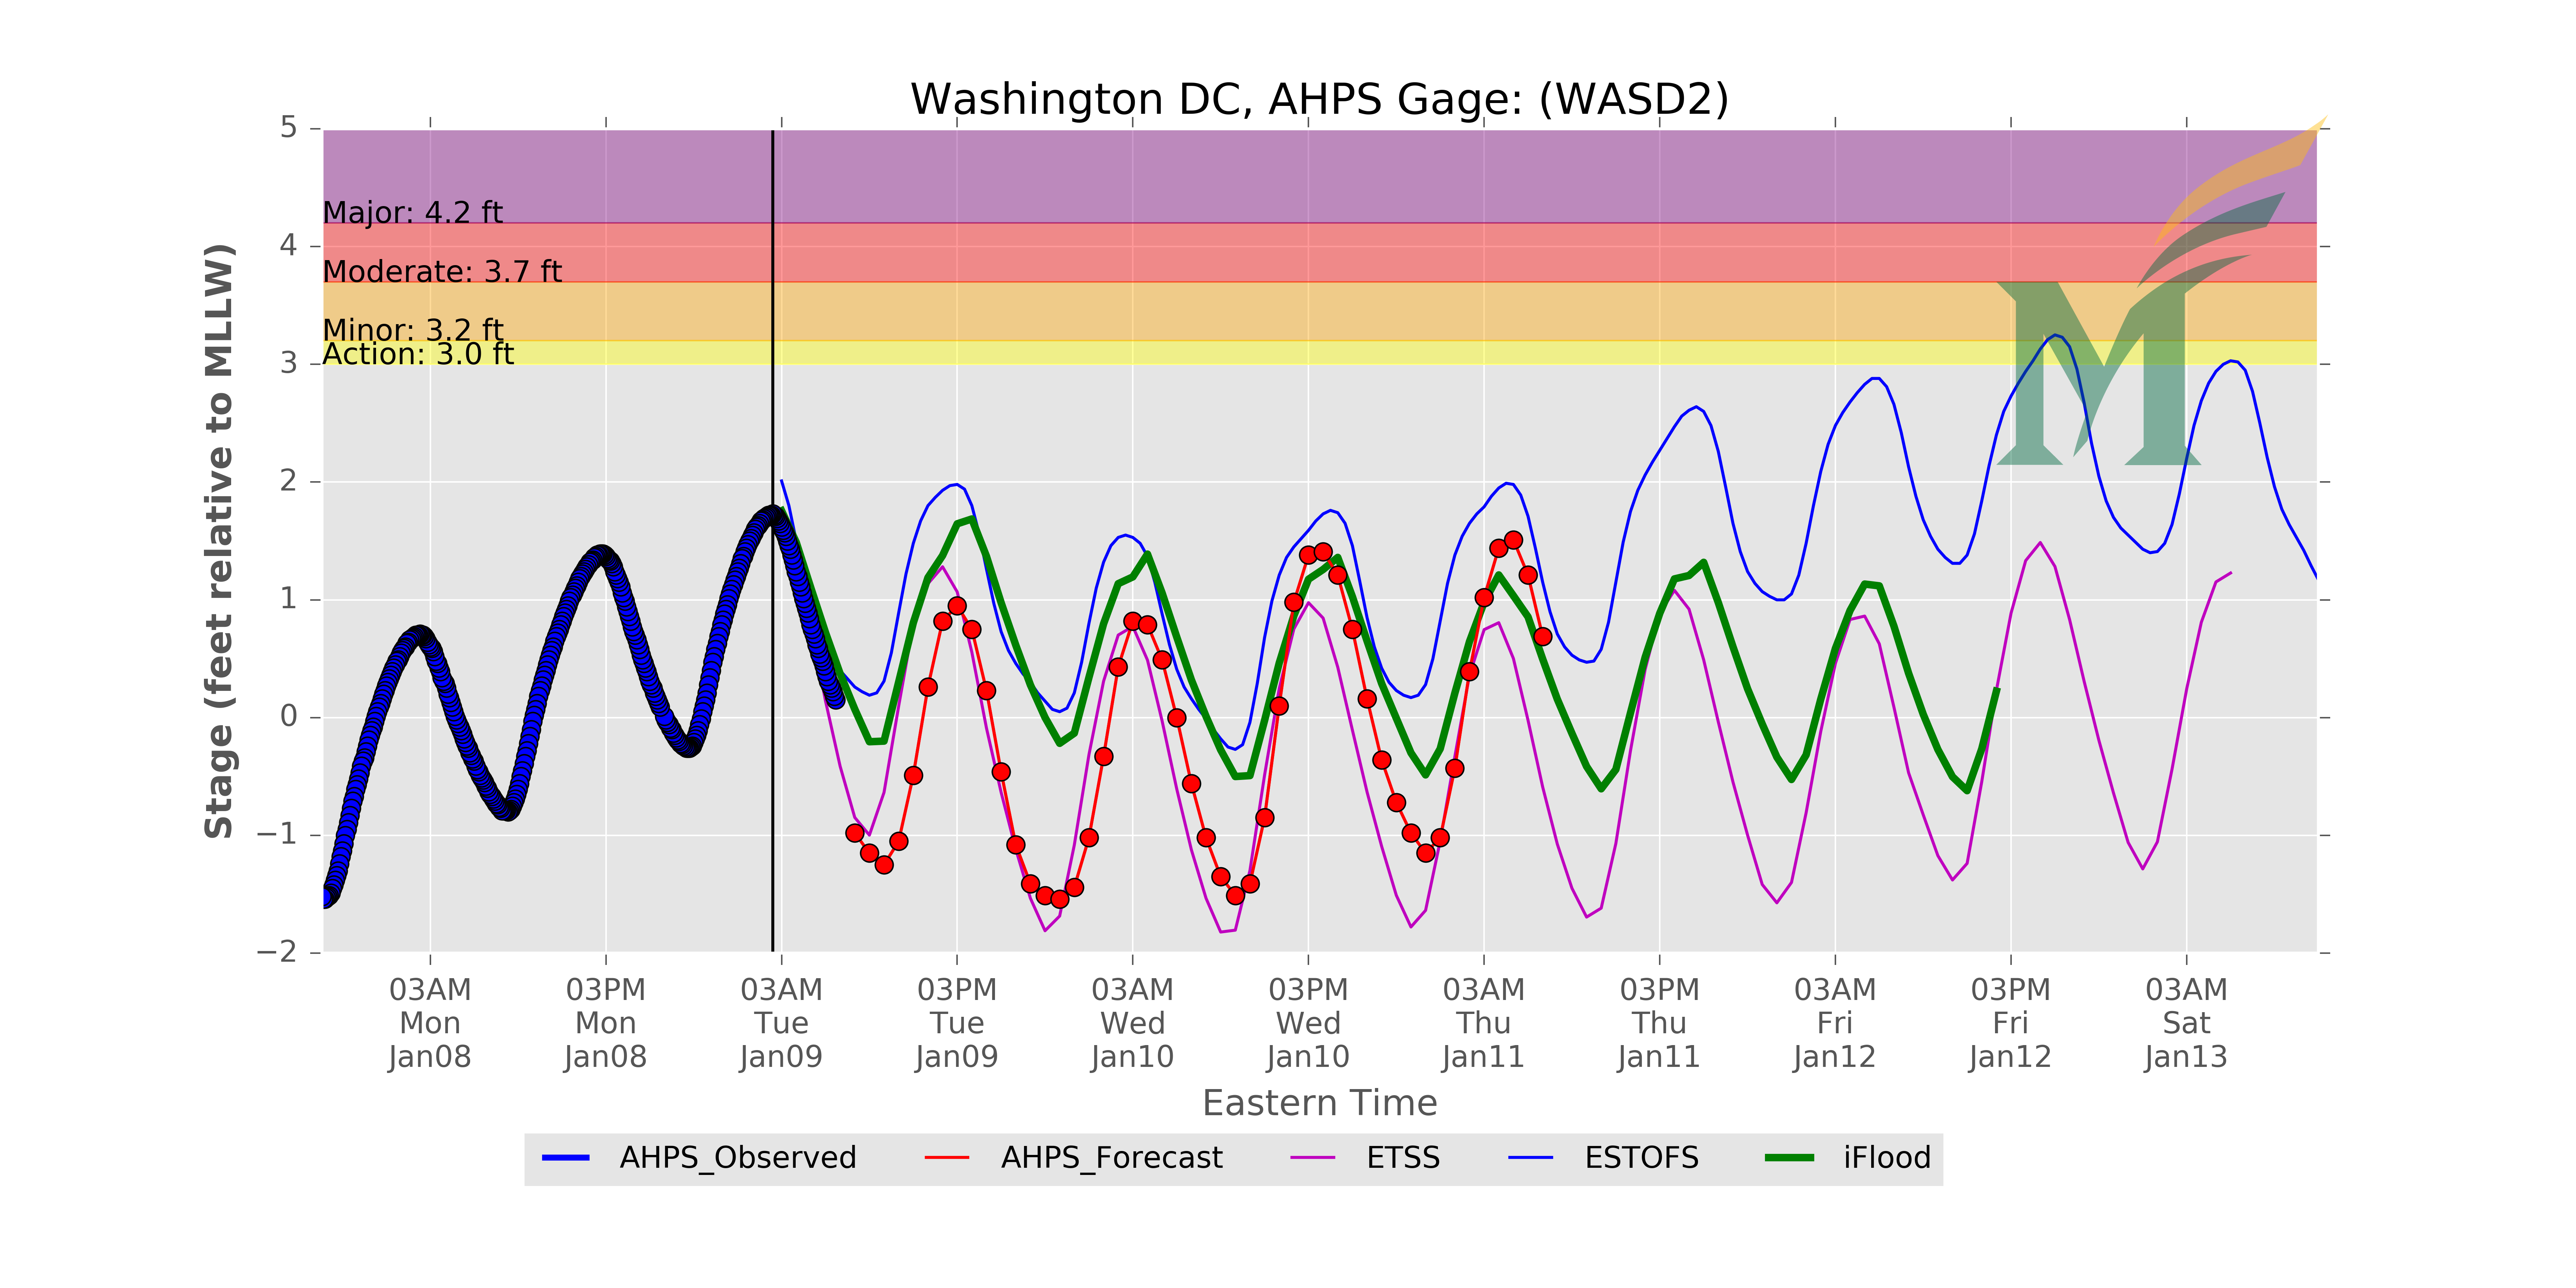 Washington DC, AHPS Gage: (WASD2)
5
Major: 4.2 ft
4
Moderate: 3.7 ft
Minor: 3.2 ft
Action: 3.0 ft
3
2
1
0
−1
−2
Stage (feet relative to MLLW)
03AM 03PM 03AM 03PM 03AM 03PM 03AM 03PM 03AM 03PM 03AM
Mon Mon Tue Tue Wed Wed Thu Thu Fri Fri Sat
Jan08 Jan08 Jan09 Jan09 Jan10 Jan10 Jan11 Jan11 Jan12 Jan12 Jan13
Eastern Time
AHPS_Observed AHPS_Forecast ETSS ESTOFS iFlood
M